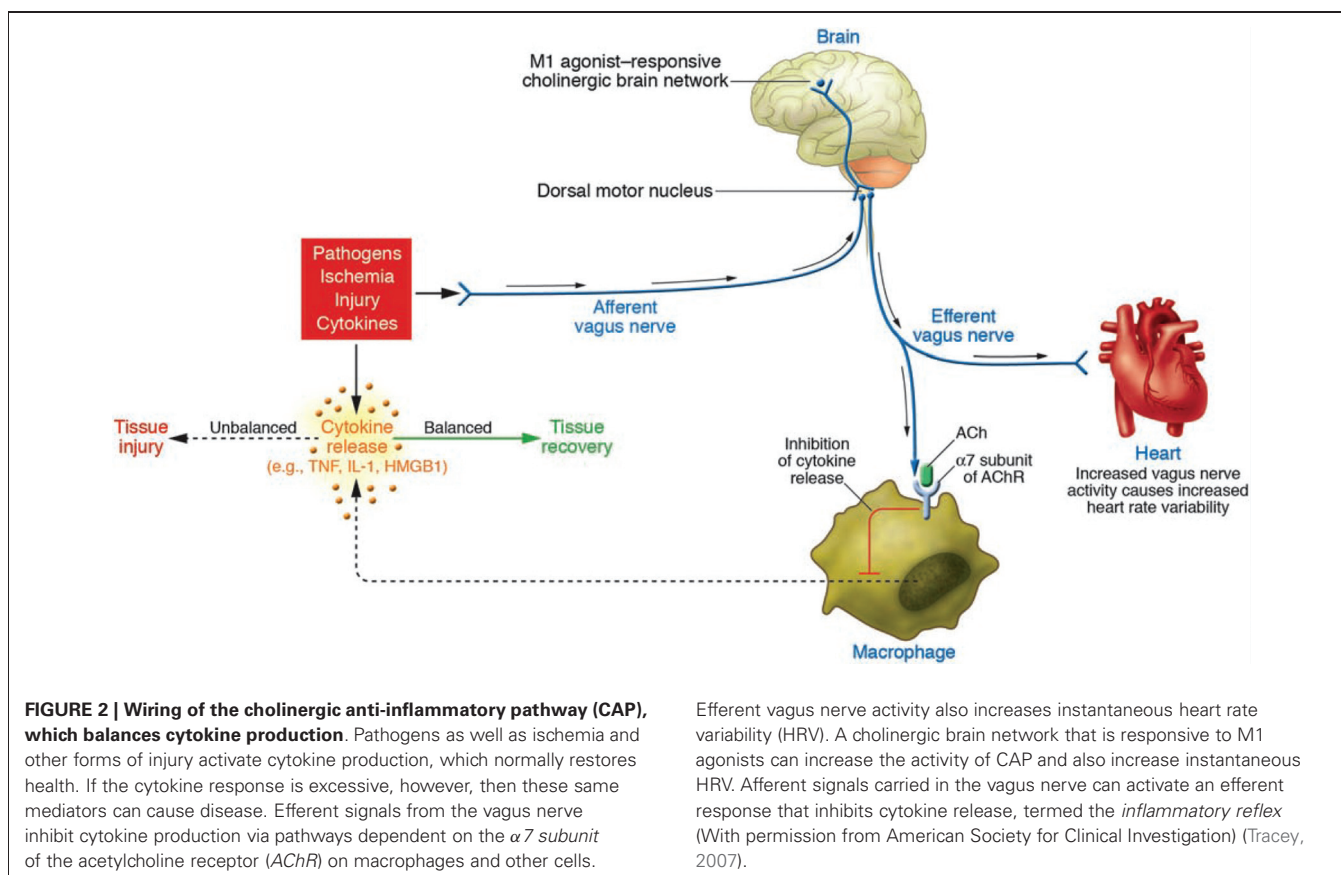 Brain
M1 agonist–responsive
cholinergic brain network
Dorsal motor nucleus
Pathogens
Ischemia
Injury
Cytokines
Afferent
vagus nerve
Efferent
vagus nerve
Tissue
injury
Unbalanced
Cytokine
release
(e.g., TNF, IL-1, HMGB1)
Balanced
Tissue
recovery
Inhibition
of cytokine
release
ACh
α7 subunit
of AChR
Heart
Increased vagus nerve
activity causes increased
heart rate variability
Macrophage
FIGURE 2 | Wiring of the cholinergic anti-inflammatory pathway (CAP),
which balances cytokine production. Pathogens as well as ischemia and
other forms of injury activate cytokine production, which normally restores
health. If the cytokine response is excessive, however, then these same
mediators can cause disease. Efferent signals from the vagus nerve
inhibit cytokine production via pathways dependent on the α7 subunit
of the acetylcholine receptor (AChR) on macrophages and other cells.
Efferent vagus nerve activity also increases instantaneous heart rate
variability (HRV). A cholinergic brain network that is responsive to M1
agonists can increase the activity of CAP and also increase instantaneous
HRV. Afferent signals carried in the vagus nerve can activate an efferent
response that inhibits cytokine release, termed the inflammatory reflex
(With permission from American Society for Clinical Investigation) (Tracey,
2007).